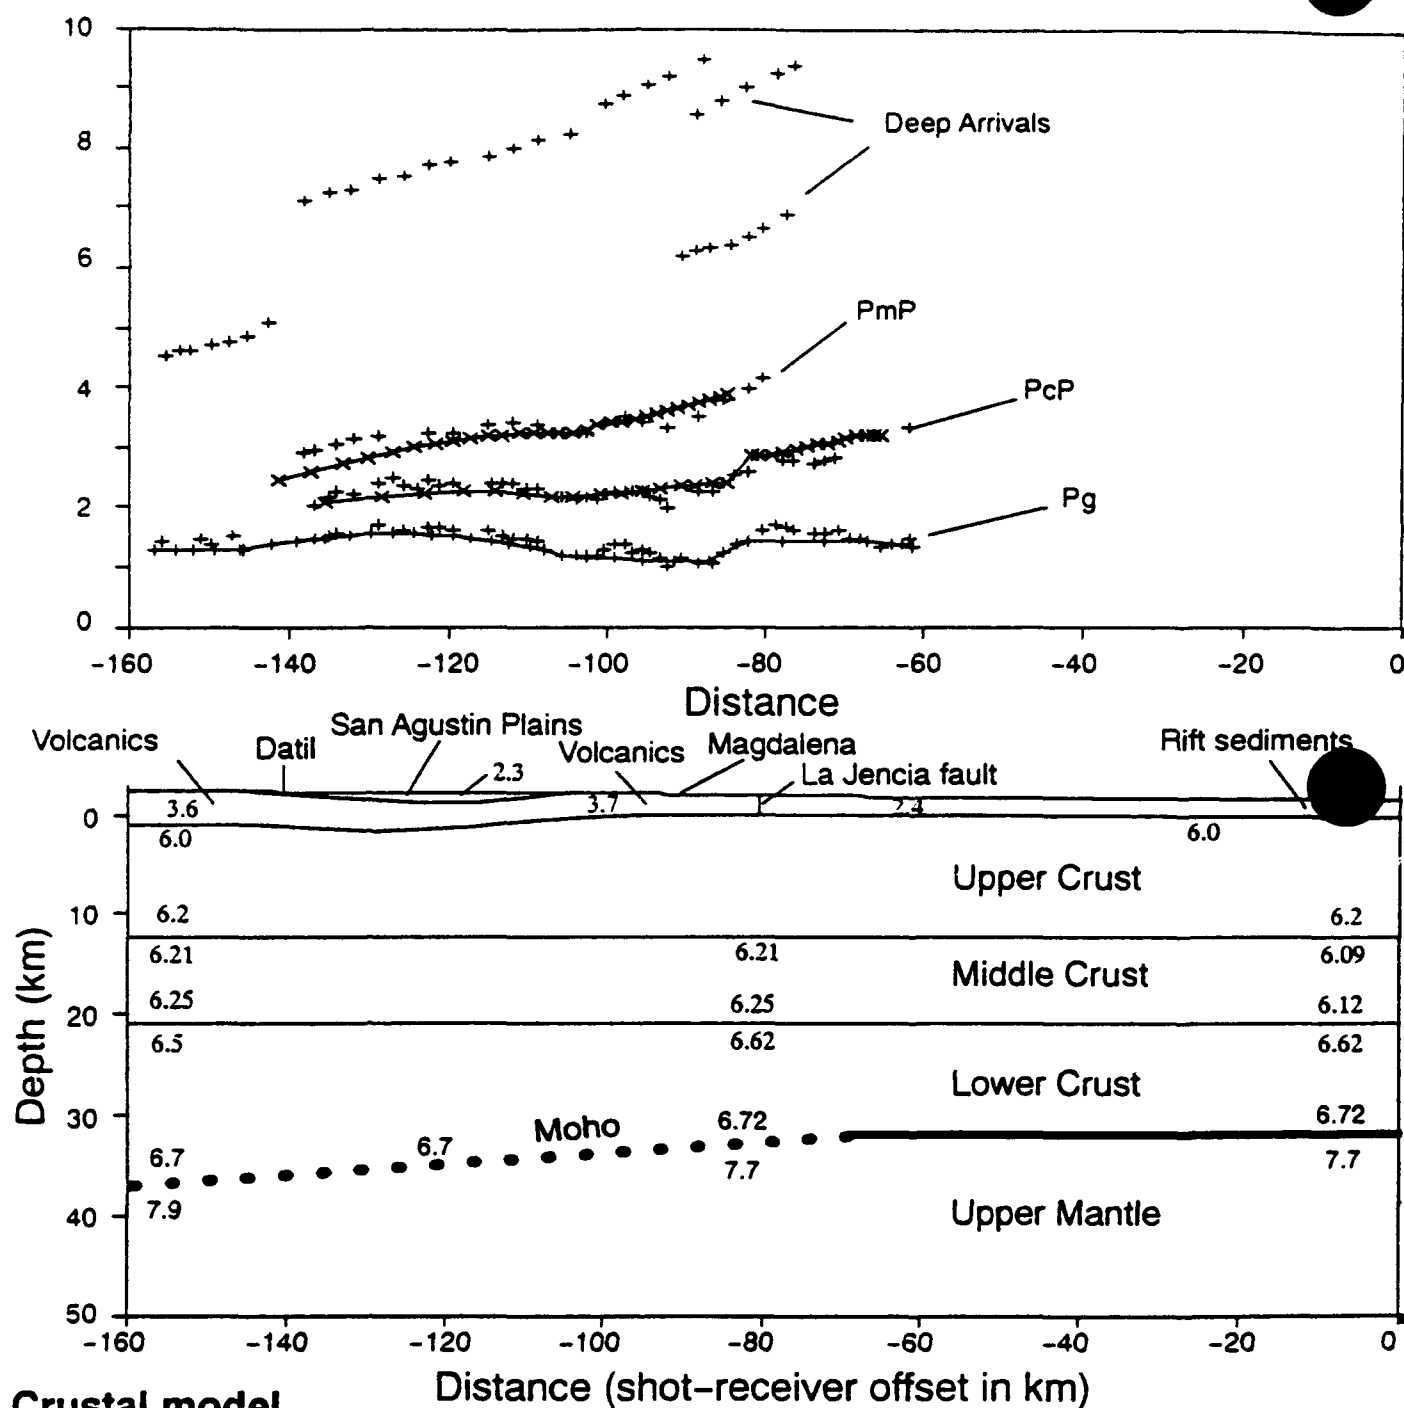 10
8
6
4
2
0
Deep Arrivals
PmP
PcP
Pg
-160 -140 -120 -100 -80 -60 -40 -20 0
Distance
Volcanics Datil San Agustin Plains Volcanics Magdalena Rift sediments
2.3 La Jencia fault
3.6 3.7 2.4
0
6.0 6.0
Upper Crust
10 6.2 6.2
6.21 6.21 6.09
Middle Crust
6.25 6.25 6.12
20
6.5 6.62 6.62
Lower Crust
30 Moho 6.72 6.72
6.7 6.7
7.7 7.7
7.9
40 Upper Mantle
50
Depth (km)
-160 -140 -120 -100 -80 -60 -40 -20 0
Distance (shot-receiver offset in km)
Crustal model